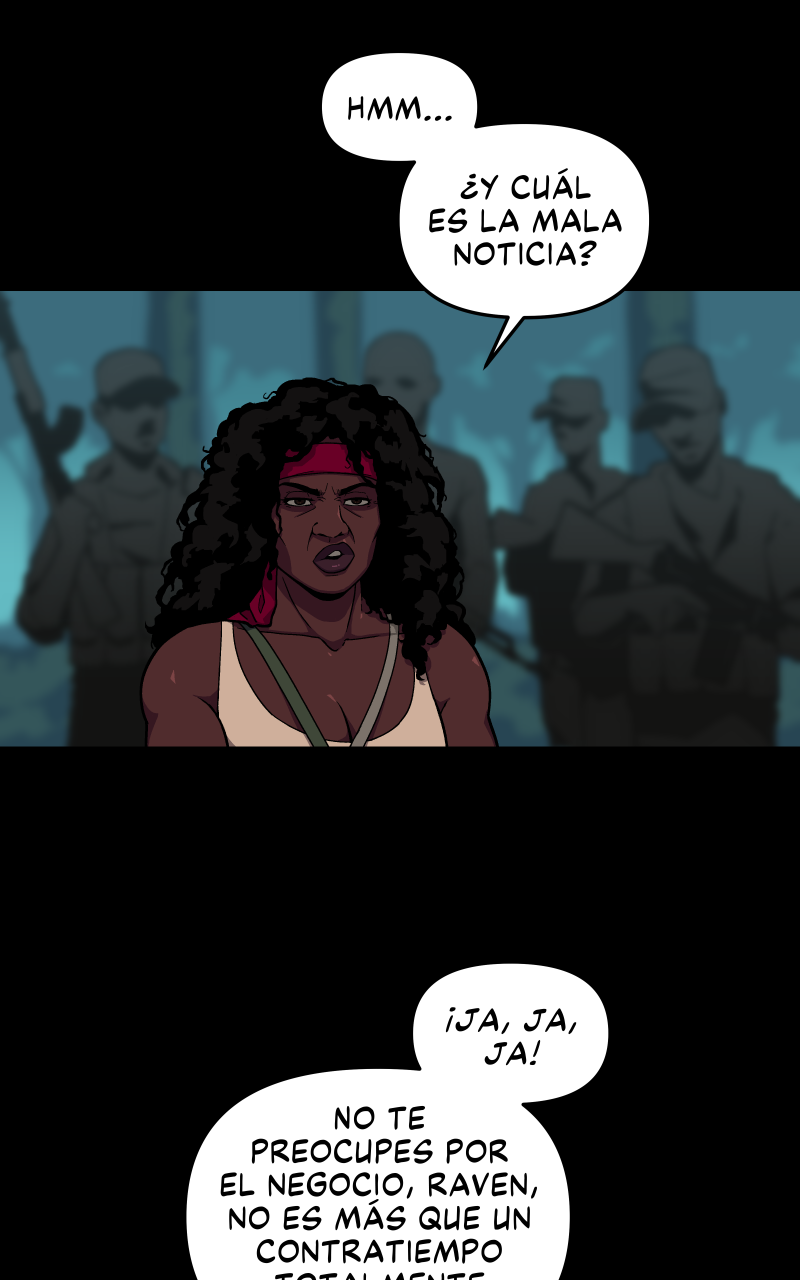 HMM...
¿Y CUÁL
ES LA MALA
NOTICIA?
¡JA, JA,
JA!
NO TE
PREOCUPES POR
EL NEGOCIO, RAVEN,
NO ES MÁS QUE UN
CONTRATIEMPO
TOTALMENTE